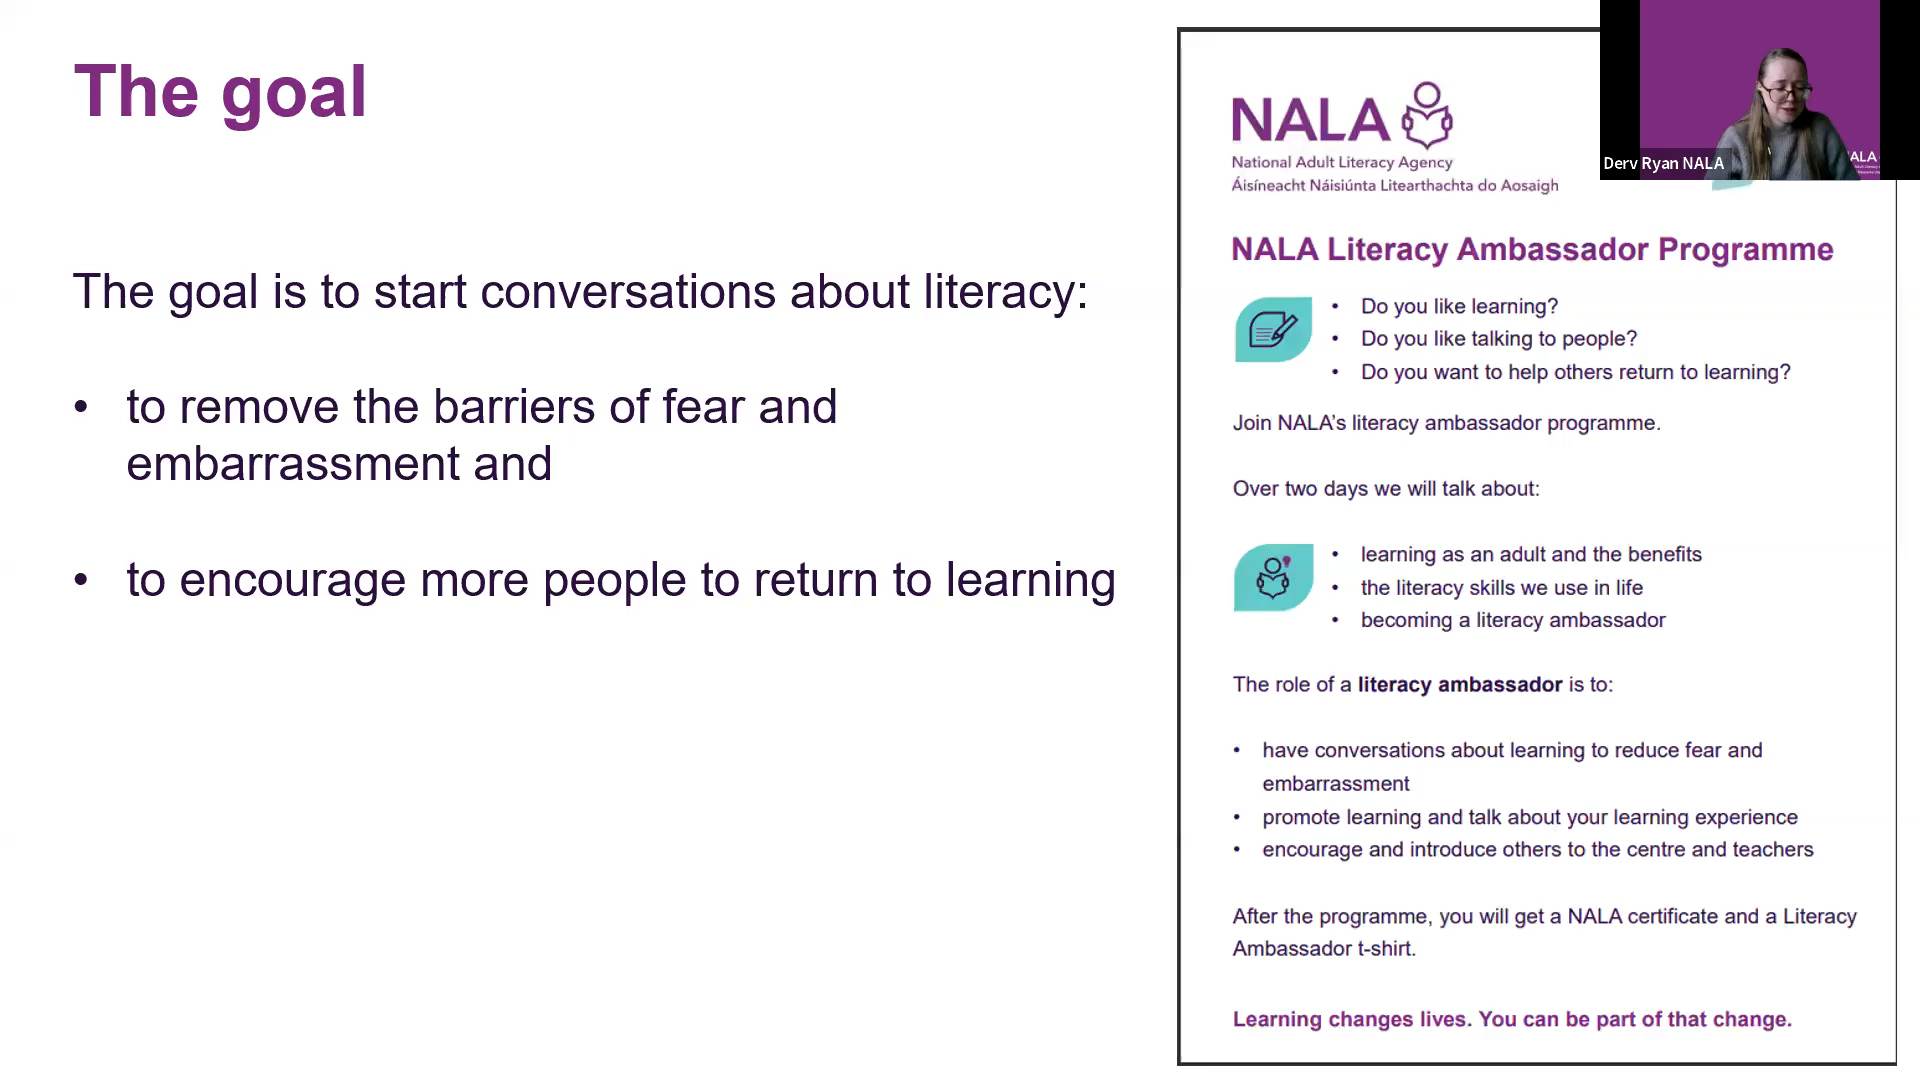 The goal
The goal is to start conversations about literacy:
• to remove the barriers of fear and
embarrassment and
• to encourage more people to return to learning
NALA
National Adult Literacy Agency
Áisíneacht Náisiúnta Litearthachta do Aosaigh
NALA Literacy Ambassador Programme
• Do you like learning?
• Do you like talking to people?
• Do you want to help others return to learning?
Join NALA’s literacy ambassador programme.
Over two days we will talk about:
• learning as an adult and the benefits
• the literacy skills we use in life
• becoming a literacy ambassador
The role of a literacy ambassador is to:
• have conversations about learning to reduce fear and
embarrassment
• promote learning and talk about your learning experience
• encourage and introduce others to the centre and teachers
After the programme, you will get a NALA certificate and a Literacy
Ambassador t-shirt.
Learning changes lives. You can be part of that change.
Derv Ryan NALA